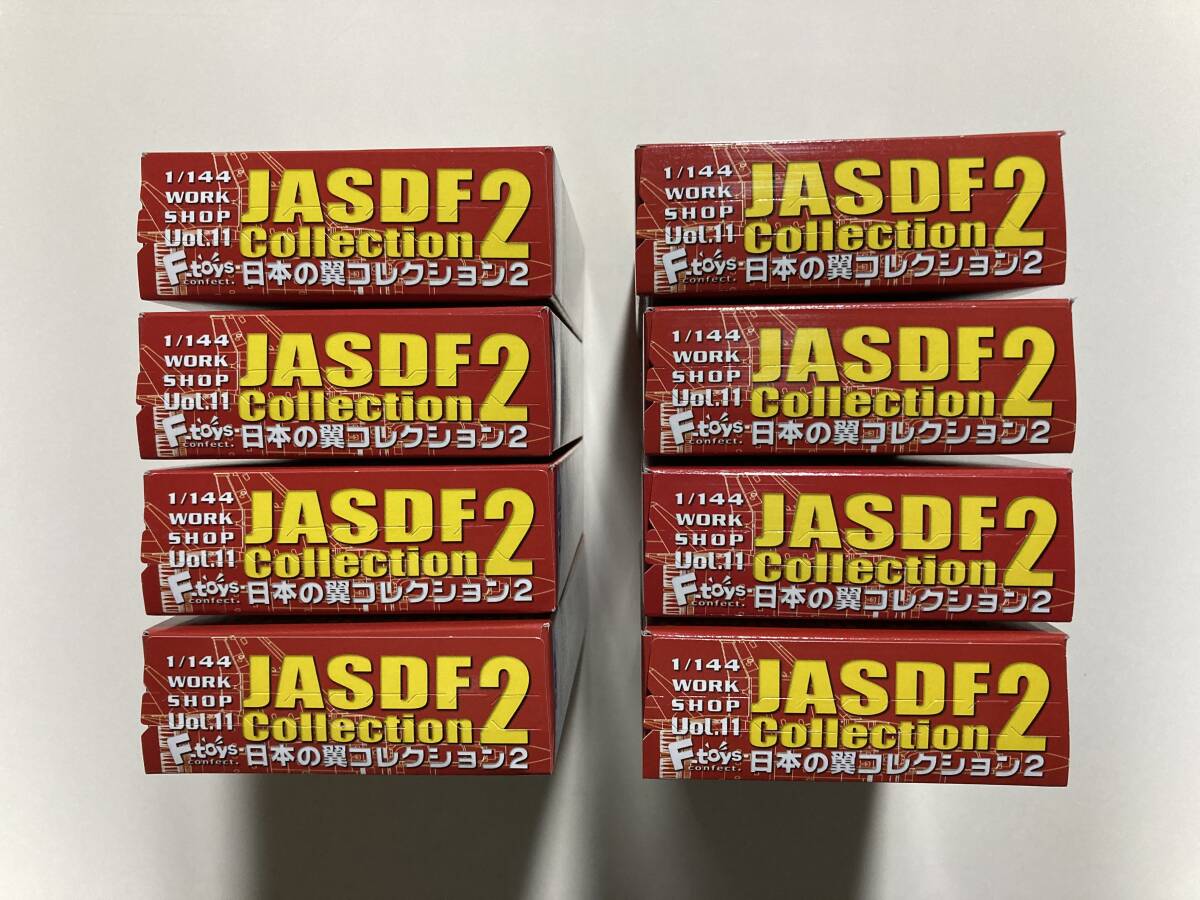 1/144
WORK
SHOP
Vol.11
JASDF 2
Collection
F-toys
confect.
日本の翼コレクション2
1/144
WORK
SHOP
Vol.11
JASDF 2
Collection
F-toys
confect.
日本の翼コレクション2
1/144
WORK
SHOP
Vol.11
JASDF 2
Collection
F-toys
confect.
日本の翼コレクション2
1/144
WORK
SHOP
Vol.11
JASDF 2
Collection
F-toys
confect.
日本の翼コレクション2
1/144
WORK
SHOP
Vol.11
JASDF 2
Collection
F-toys
confect.
日本の翼コレクション2
1/144
WORK
SHOP
Vol.11
JASDF 2
Collection
F-toys
confect.
日本の翼コレクション2
1/144
WORK
SHOP
Vol.11
JASDF 2
Collection
F-toys
confect.
日本の翼コレクション2
1/144
WORK
SHOP
Vol.11
JASDF 2
Collection
F-toys
confect.
日本の翼コレクション2